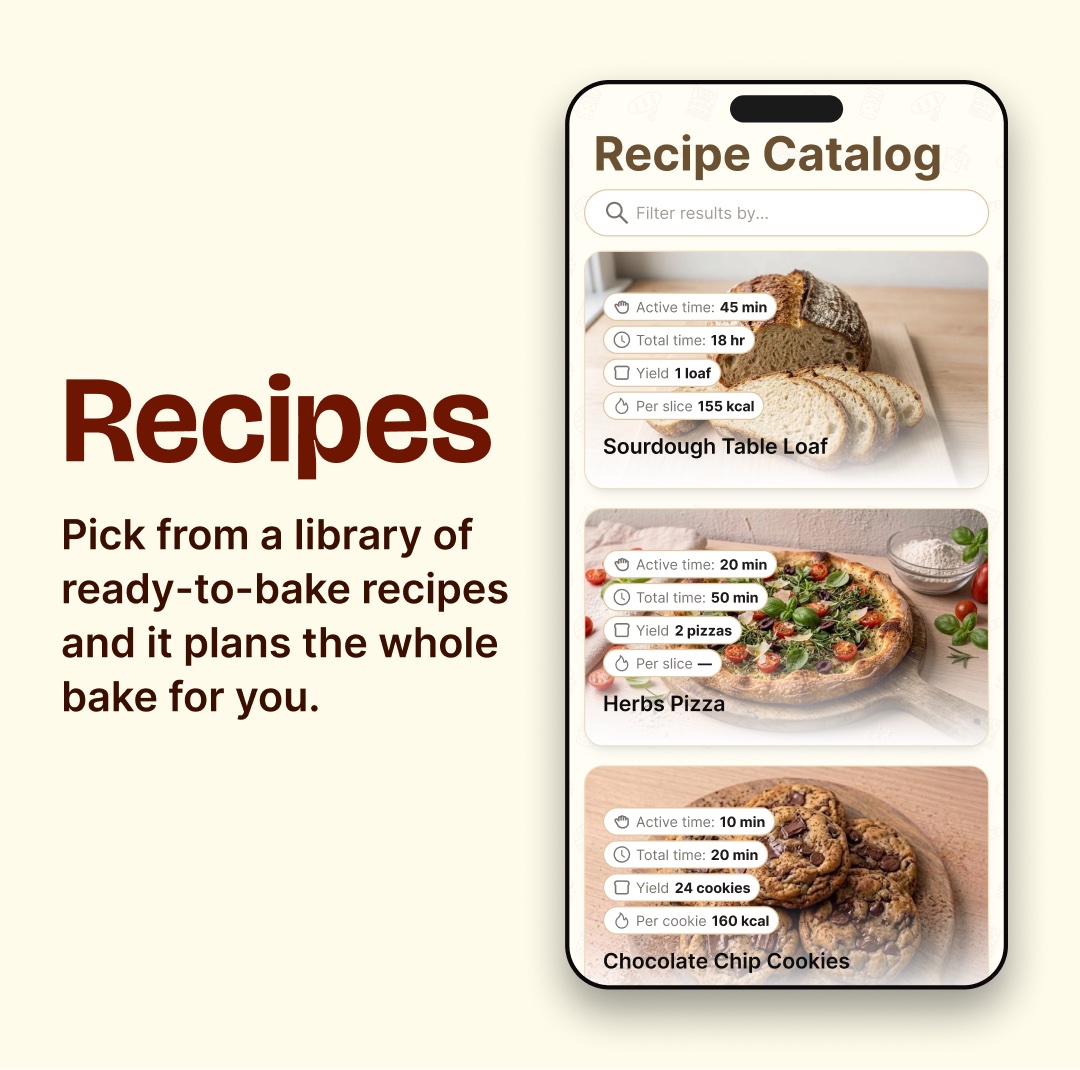 Recipes
Pick from a library of
ready-to-bake recipes
and it plans the whole
bake for you.
Recipe Catalog
Filter results by...
Active time: 45 min
Total time: 18 hr
Yield 1 loaf
Per slice 155 kcal
Sourdough Table Loaf
Active time: 20 min
Total time: 50 min
Yield 2 pizzas
Per slice —
Herbs Pizza
Active time: 10 min
Total time: 20 min
Yield 24 cookies
Per cookie 160 kcal
Chocolate Chip Cookies